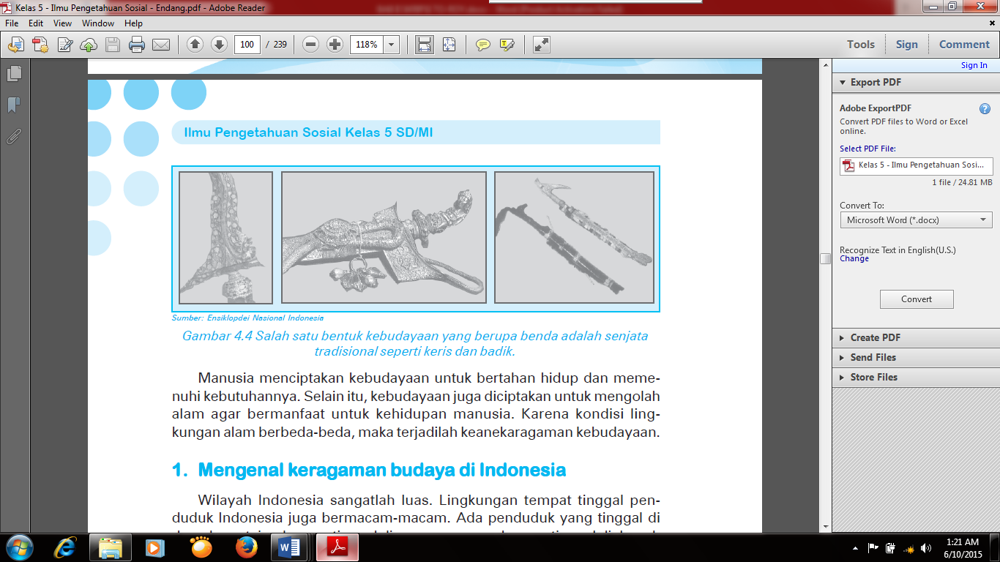 Kelas 5 - Ilmu Pengetahuan Sosial - Endang.pdf - Adobe Reader
File Edit View Window Help
100 / 239 118% Tools Sign Comment
Sign In
Export PDF
Adobe ExportPDF
Convert PDF files to Word or Excel
online.
Select PDF File:
Kelas 5 - Ilmu Pengetahuan Sosi...
1 file / 24.81 MB
Convert To:
Microsoft Word (*.docx)
Recognize Text in English(U.S.)
Change
Convert
Create PDF
Send Files
Store Files
Ilmu Pengetahuan Sosial Kelas 5 SD/MI
Sumber: Ensiklopdei Nasional Indonesia
Gambar 4.4 Salah satu bentuk kebudayaan yang berupa benda adalah senjata
tradisional seperti keris dan badik.
Manusia menciptakan kebudayaan untuk bertahan hidup dan meme-
nuhi kebutuhannya. Selain itu, kebudayaan juga diciptakan untuk mengolah
alam agar bermanfaat untuk kehidupan manusia. Karena kondisi ling-
kungan alam berbeda-beda, maka terjadilah keanekaragaman kebudayaan.
1. Mengenal keragaman budaya di Indonesia
Wilayah Indonesia sangatlah luas. Lingkungan tempat tinggal pen-
duduk Indonesia juga bermacam-macam. Ada penduduk yang tinggal di
1:21 AM
6/10/2015